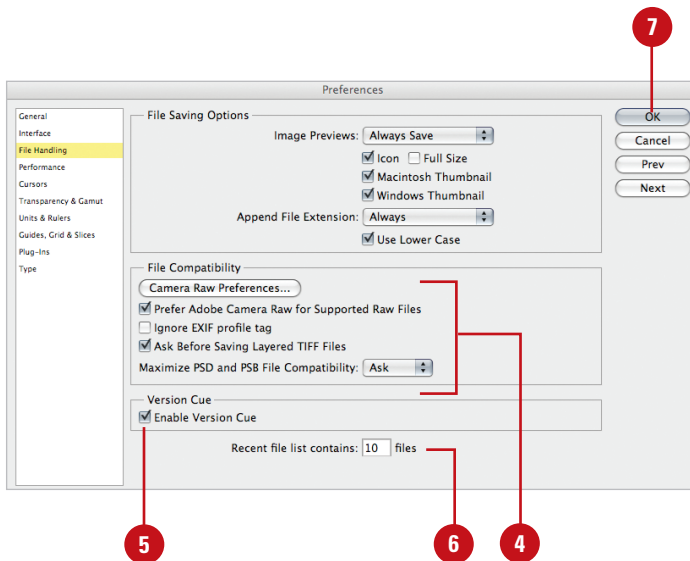 7
Preferences
General
Interface
File Handling
Performance
Cursors
Transparency & Gamut
Units & Rulers
Guides, Grid & Slices
Plug-Ins
Type
File Saving Options
Image Previews: Always Save
Icon Full Size
Macintosh Thumbnail
Windows Thumbnail
Append File Extension: Always
Use Lower Case
File Compatibility
Camera Raw Preferences...
Prefer Adobe Camera Raw for Supported Raw Files
Ignore EXIF profile tag
Ask Before Saving Layered TIFF Files
Maximize PSD and PSB File Compatibility: Ask
Version Cue
Enable Version Cue
Recent file list contains: 10 files
OK
Cancel
Prev
Next
5
6
4